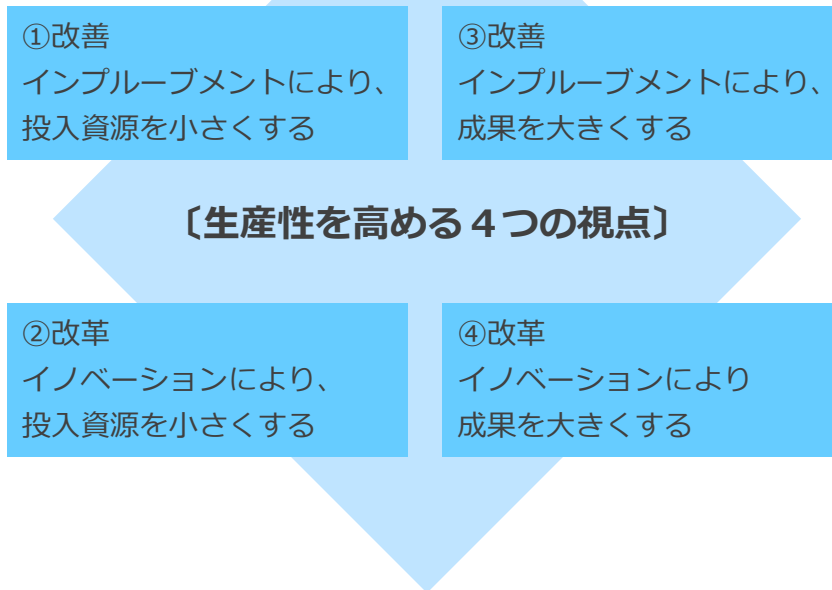 ①改善
インプルーブメントにより、
投入資源を小さくする
③改善
インプルーブメントにより、
成果を大きくする
〔生産性を高める４つの視点〕
②改革
イノベーションにより、
投入資源を小さくする
④改革
イノベーションにより
成果を大きくする